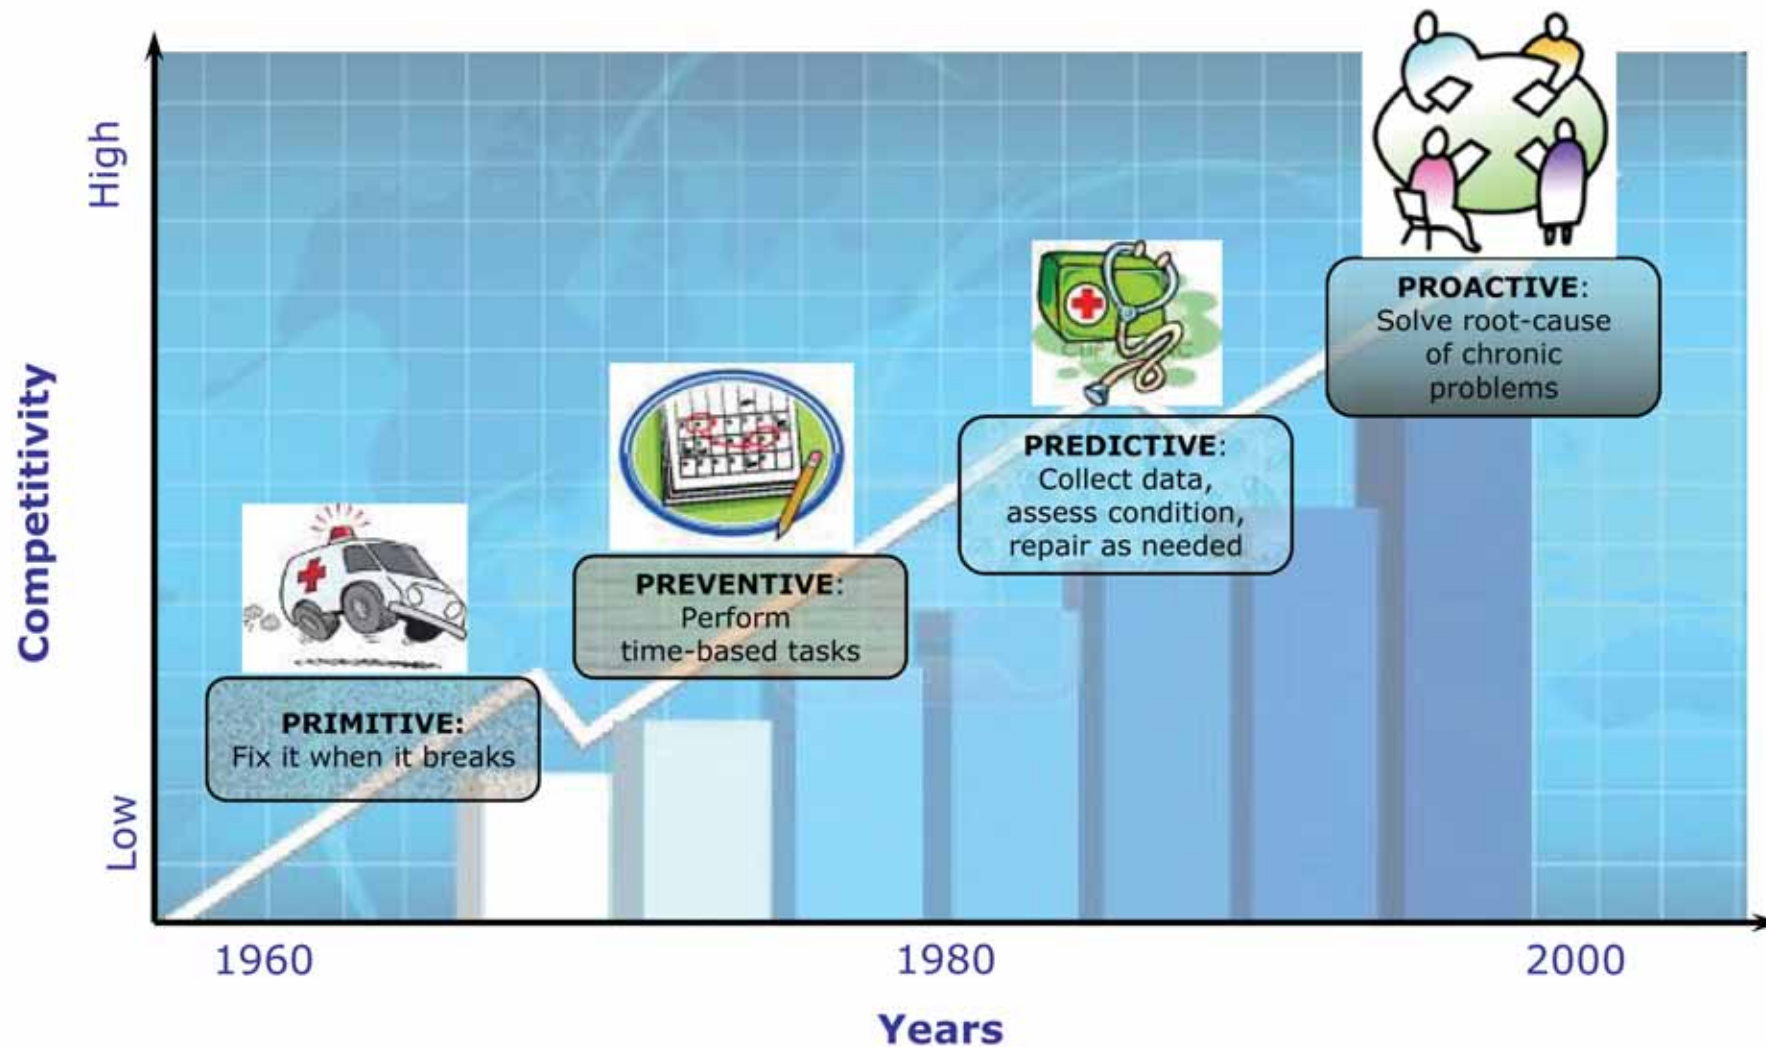 High
Competitivity
Low
PRIMITIVE:
Fix it when it breaks
PREVENTIVE:
Perform
time-based tasks
PREDICTIVE:
Collect data,
assess condition,
repair as needed
PROACTIVE:
Solve root-cause
of chronic
problems
1960
1980
2000
Years